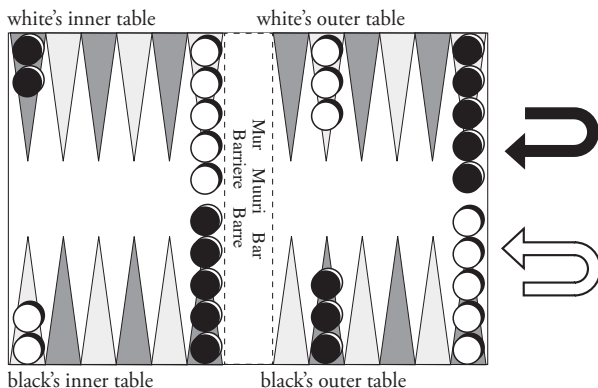 white's inner table
white's outer table
Mur Muuri Bar
Barriere Barre
black's inner table
black's outer table